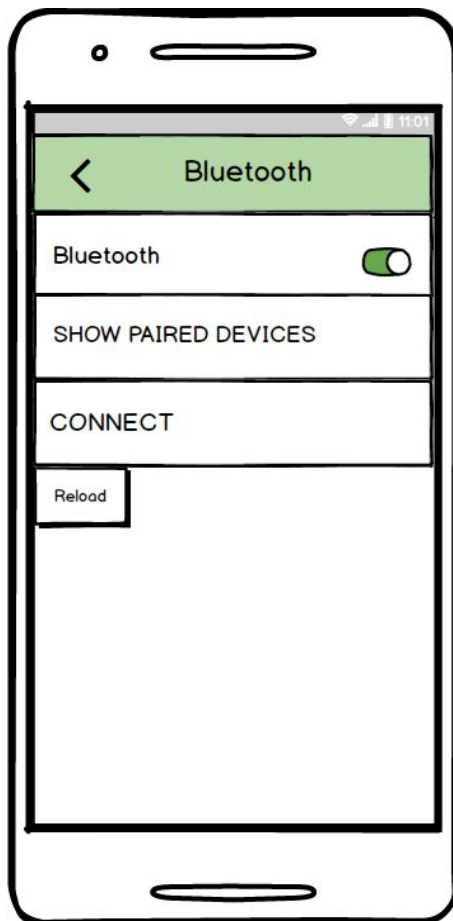 11:01
Bluetooth
Bluetooth
SHOW PAIRED DEVICES
CONNECT
Reload